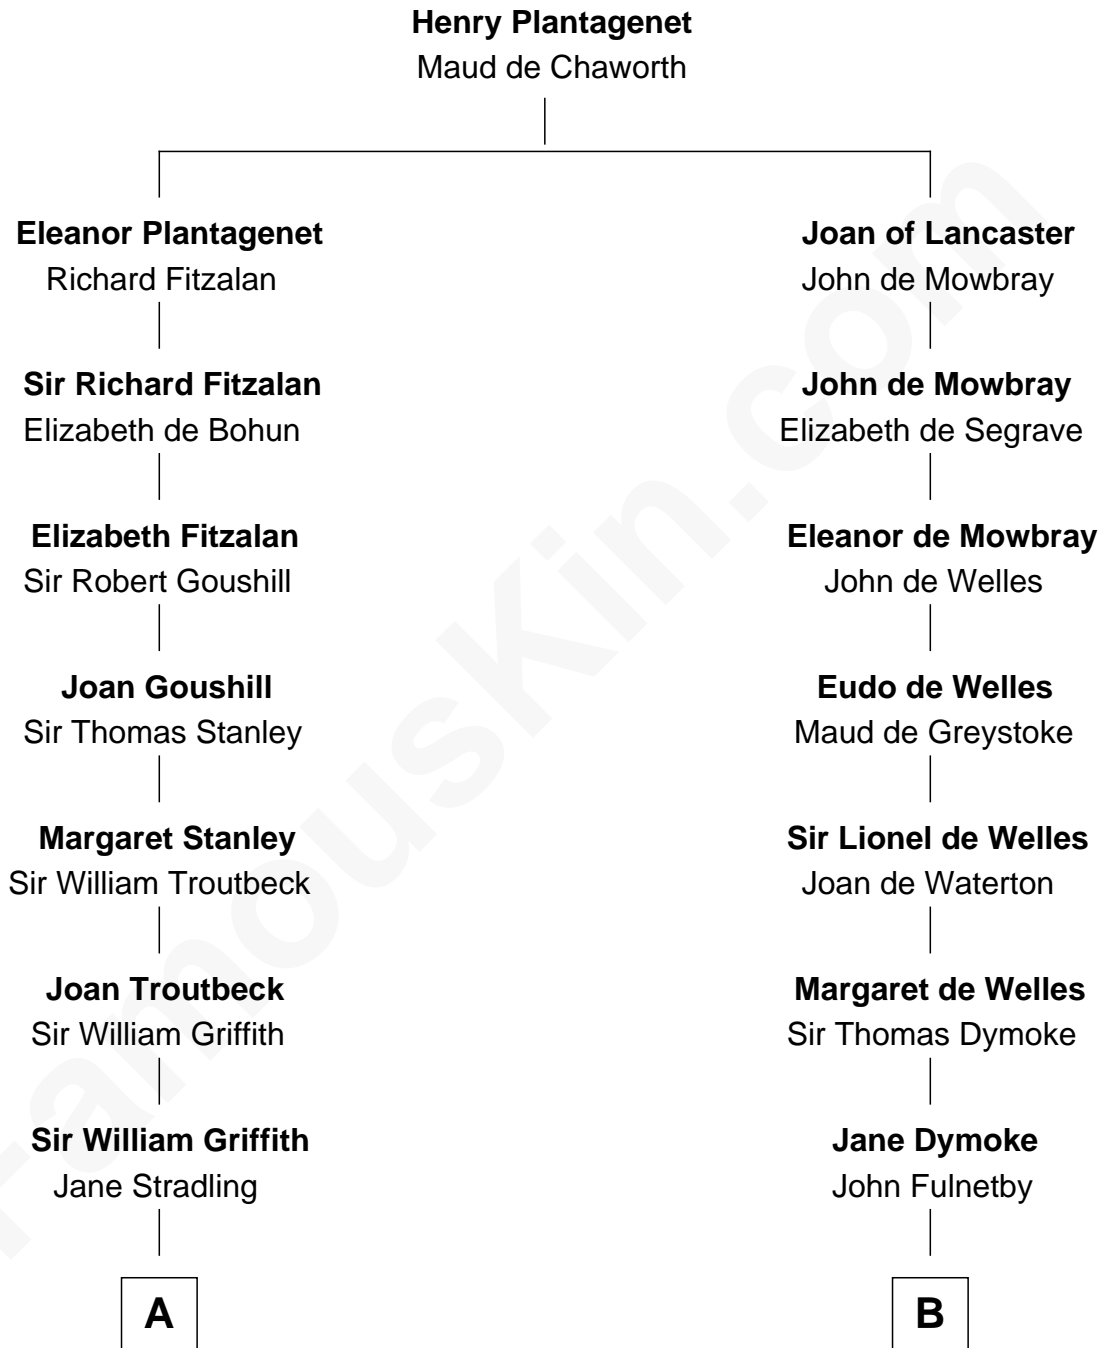 Henry Plantagenet
Maud de Chaworth
Eleanor Plantagenet
Richard Fitzalan
Sir Richard Fitzalan
Elizabeth de Bohun
Elizabeth Fitzalan
Sir Robert Goushill
Joan Goushill
Sir Thomas Stanley
Margaret Stanley
Sir William Troutbeck
Joan Troutbeck
Sir William Griffith
Sir William Griffith
Jane Stradling
A
Joan of Lancaster
John de Mowbray
John de Mowbray
Elizabeth de Segrave
Eleanor de Mowbray
John de Welles
Eudo de Welles
Maud de Greystoke
Sir Lionel de Welles
Joan de Waterton
Margaret de Welles
Sir Thomas Dymoke
Jane Dymoke
John Fulnetby
B
FamousKin.com